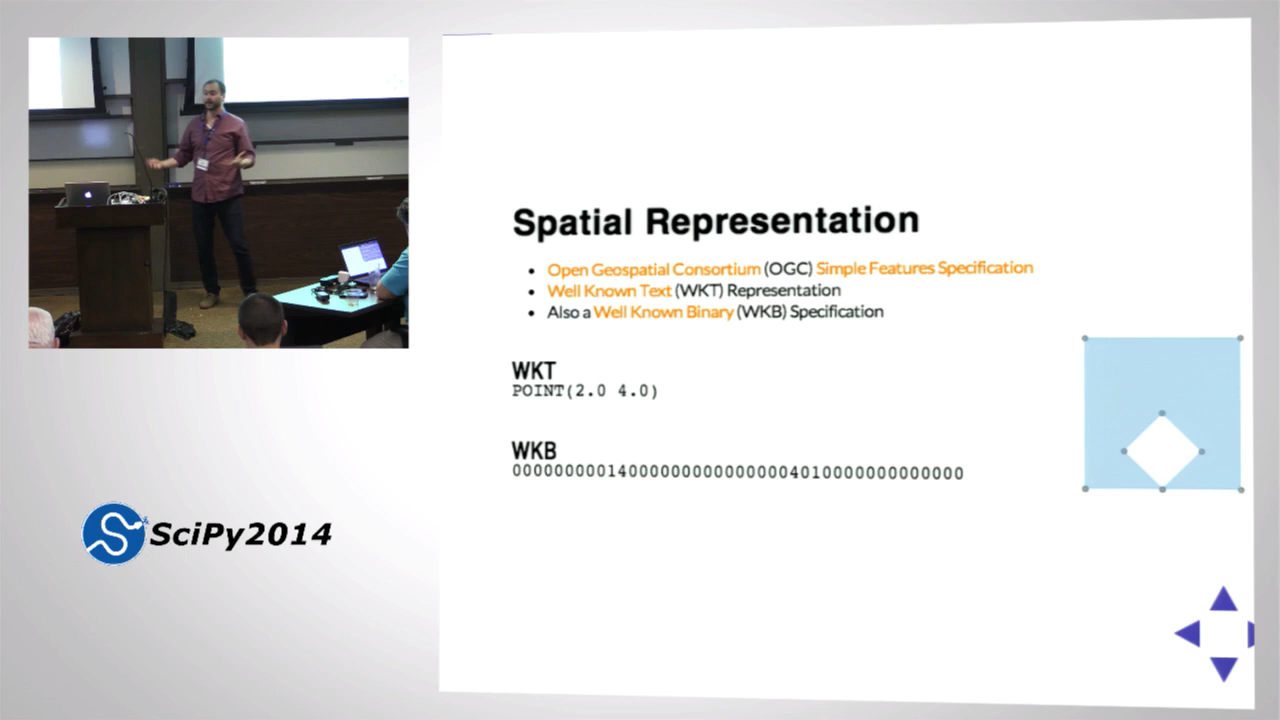 Spatial Representation
• Open Geospatial Consortium (OGC) Simple Features Specification
• Well Known Text (WKT) Representation
• Also a Well Known Binary (WKB) Specification
WKT
POINT(2.0 4.0)
WKB
000000000140000000000000004010000000000000
SciPy2014